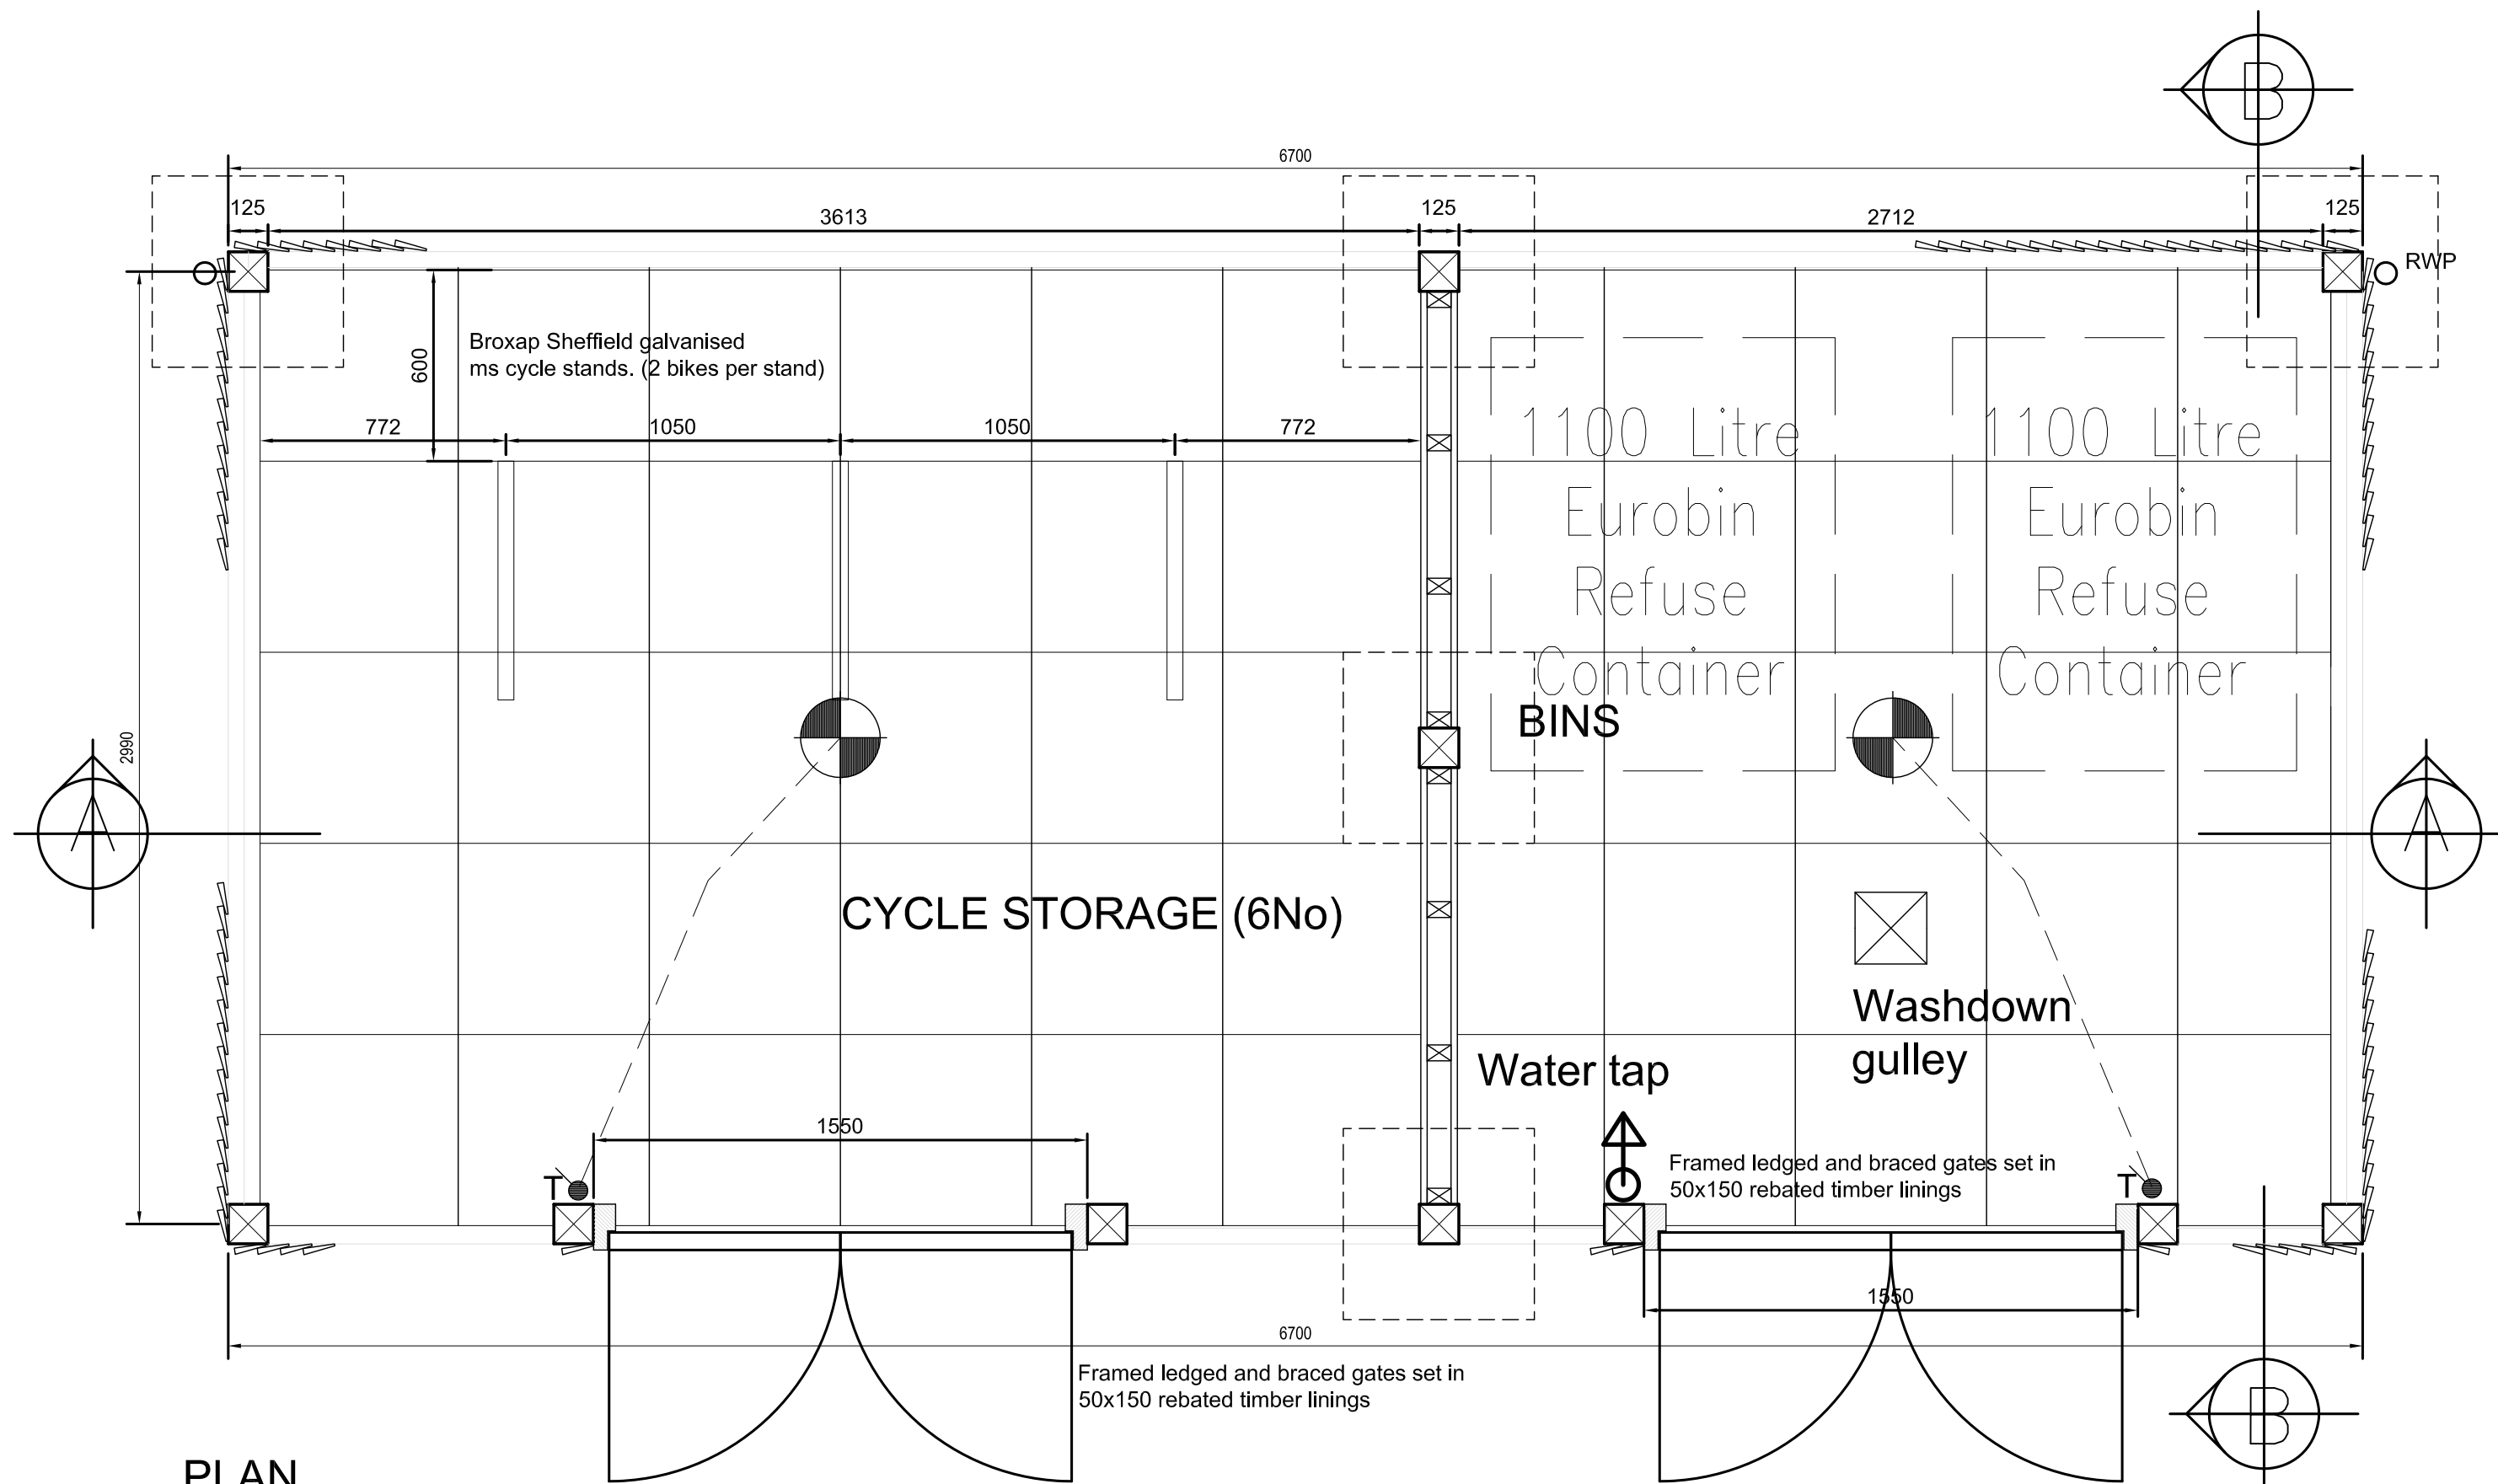 B
6700
125
3613
125
2712
125
RWP
Broxap Sheffield galvanised
ms cycle stands. (2 bikes per stand)
600
772
1050
1050
772
1100 Litre
Eurobin
Refuse
Container
1100 Litre
Eurobin
Refuse
Container
BINS
2990
A
A
CYCLE STORAGE (6No)
Washdown
gulley
Water tap
1550
Framed ledged and braced gates set in
50x150 rebated timber linings
T
T
1550
6700
Framed ledged and braced gates set in
50x150 rebated timber linings
B
PLAN